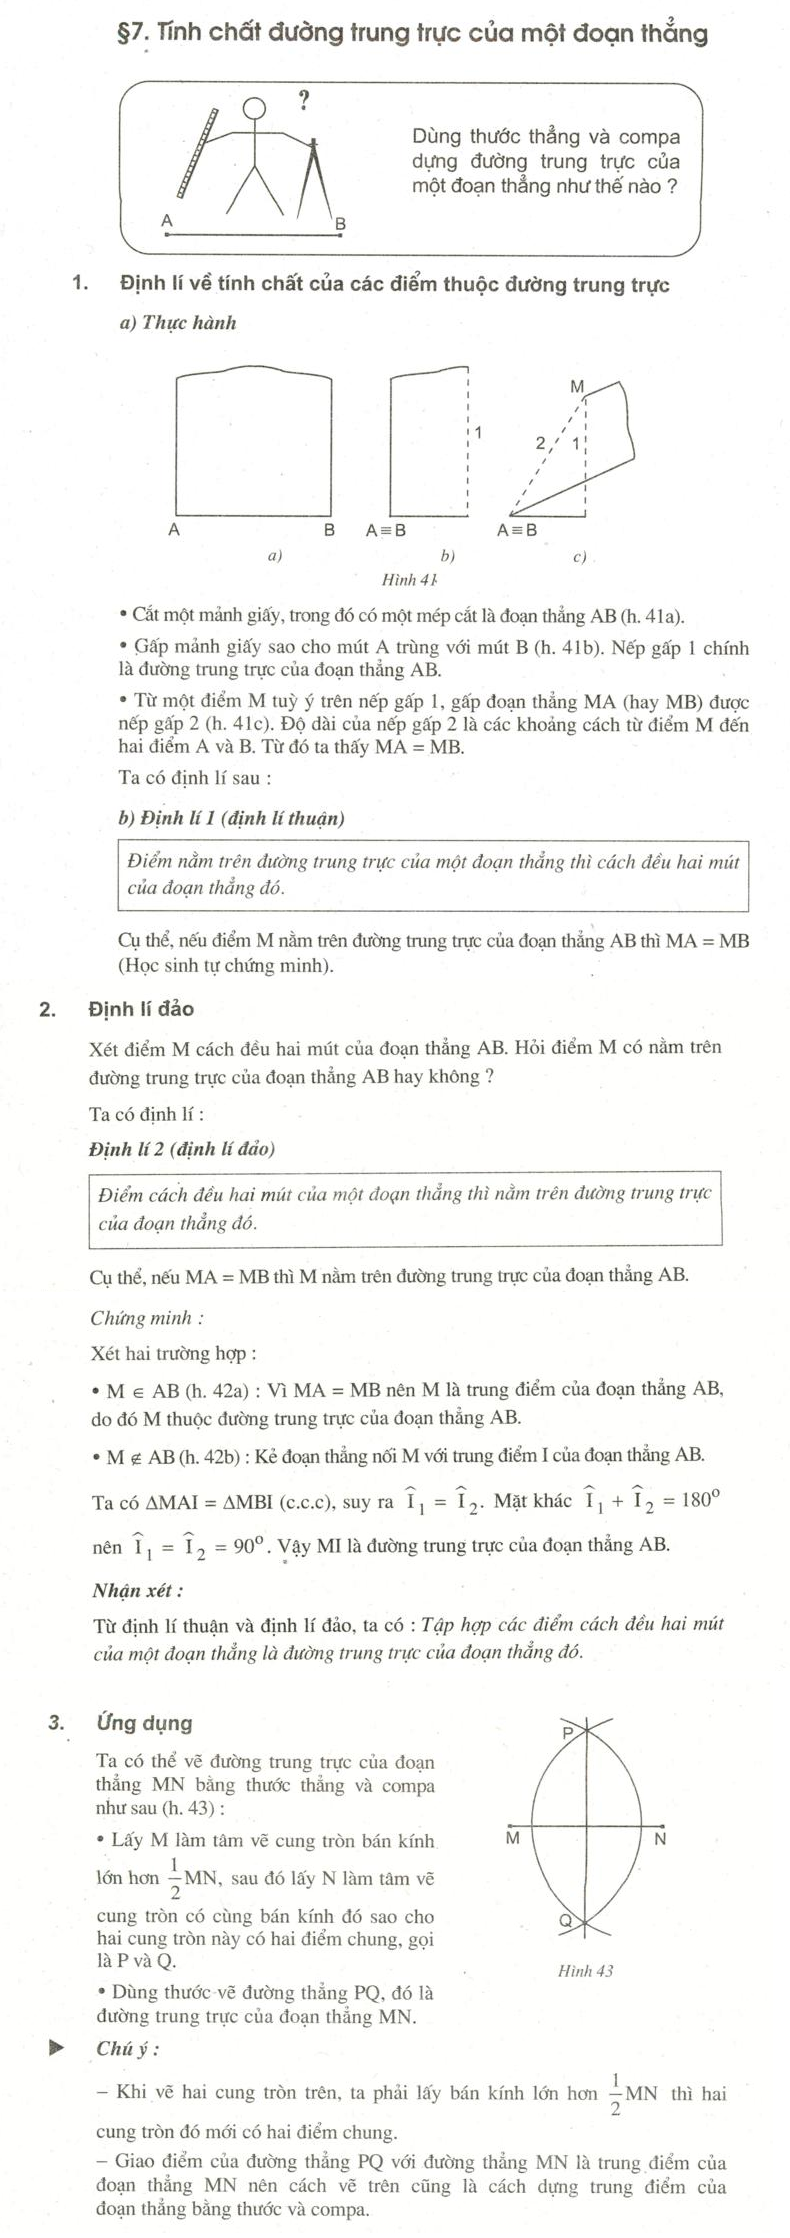 §7. Tính chất đường trung trực của một đoạn thẳng
?
Dùng thước thẳng và compa
dựng đường trung trực của
một đoạn thẳng như thế nào ?
A
B
1. Định lí về tính chất của các điểm thuộc đường trung trực
a) Thực hành
M
1
2
1
A
B
A ≡ B
A ≡ B
a)
b)
c)
Hình 41
• Cắt một mảnh giấy, trong đó có một mép cắt là đoạn thẳng AB (h. 41a).
• Gấp mảnh giấy sao cho mút A trùng với mút B (h. 41b). Nếp gấp 1 chính
là đường trung trực của đoạn thẳng AB.
• Từ một điểm M tuỳ ý trên nếp gấp 1, gấp đoạn thẳng MA (hay MB) được
nếp gấp 2 (h. 41c). Độ dài của nếp gấp 2 là các khoảng cách từ điểm M đến
hai điểm A và B. Từ đó ta thấy MA = MB.
Ta có định lí sau :
b) Định lí 1 (định lí thuận)
Điểm nằm trên đường trung trực của một đoạn thẳng thì cách đều hai mút
của đoạn thẳng đó.
Cụ thể, nếu điểm M nằm trên đường trung trực của đoạn thẳng AB thì MA = MB
(Học sinh tự chứng minh).
2. Định lí đảo
Xét điểm M cách đều hai mút của đoạn thẳng AB. Hỏi điểm M có nằm trên
đường trung trực của đoạn thẳng AB hay không ?
Ta có định lí :
Định lí 2 (định lí đảo)
Điểm cách đều hai mút của một đoạn thẳng thì nằm trên đường trung trực
của đoạn thẳng đó.
Cụ thể, nếu MA = MB thì M nằm trên đường trung trực của đoạn thẳng AB.
Chứng minh :
Xét hai trường hợp :
• M ∈ AB (h. 42a) : Vì MA = MB nên M là trung điểm của đoạn thẳng AB,
do đó M thuộc đường trung trực của đoạn thẳng AB.
• M ∉ AB (h. 42b) : Kẻ đoạn thẳng nối M với trung điểm I của đoạn thẳng AB.
Ta có ΔMAI = ΔMBI (c.c.c), suy ra Î₁ = Î₂. Mặt khác Î₁ + Î₂ = 180°
nên Î₁ = Î₂ = 90°. Vậy MI là đường trung trực của đoạn thẳng AB.
Nhận xét :
Từ định lí thuận và định lí đảo, ta có : Tập hợp các điểm cách đều hai mút
của một đoạn thẳng là đường trung trực của đoạn thẳng đó.
3. Ứng dụng
Ta có thể vẽ đường trung trực của đoạn
thẳng MN bằng thước thẳng và compa
như sau (h. 43) :
• Lấy M làm tâm vẽ cung tròn bán kính
lớn hơn 1/2 MN, sau đó lấy N làm tâm vẽ
cung tròn có cùng bán kính đó sao cho
hai cung tròn này có hai điểm chung, gọi
là P và Q.
• Dùng thước vẽ đường thẳng PQ, đó là
đường trung trực của đoạn thẳng MN.
P
M
N
Q
Hình 43
Chú ý :
– Khi vẽ hai cung tròn trên, ta phải lấy bán kính lớn hơn 1/2 MN thì hai
cung tròn đó mới có hai điểm chung.
– Giao điểm của đường thẳng PQ với đường thẳng MN là trung điểm của
đoạn thẳng MN nên cách vẽ trên cũng là cách dựng trung điểm của
đoạn thẳng bằng thước và compa.